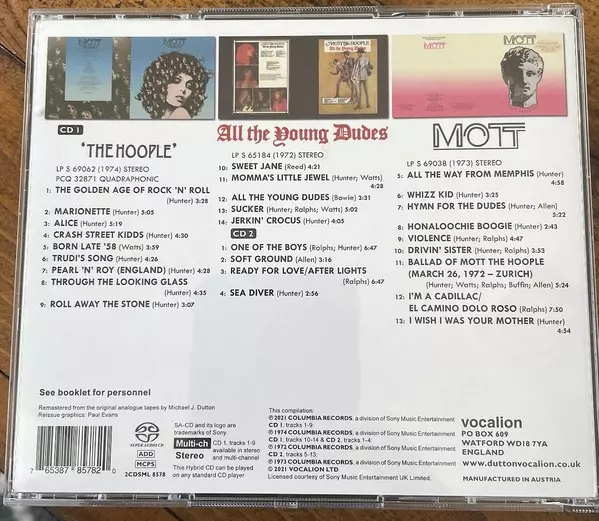 MOTT
MOTT
MOTT THE HOOPLE
All the Young Dudes
MOTT
CD 1
'THE HOOPLE'
LP S 69062 (1974) STEREO
PCQ 32871 QUADRAPHONIC
1: THE GOLDEN AGE OF ROCK 'N' ROLL
(Hunter) 3:28
2: MARIONETTE (Hunter) 5:05
3: ALICE (Hunter) 5:19
4: CRASH STREET KIDDS (Hunter) 4:30
5: BORN LATE '58 (Watts) 3:59
6: TRUDI'S SONG (Hunter) 4:26
7: PEARL 'N' ROY (ENGLAND) (Hunter) 4:28
8: THROUGH THE LOOKING GLASS
(Hunter) 4:35
9: ROLL AWAY THE STONE (Hunter) 3:07
All the Young Dudes
LP S 65184 (1972) STEREO
10: SWEET JANE (Reed) 4:21
11: MOMMA'S LITTLE JEWEL (Hunter; Watts)
4:28
12: ALL THE YOUNG DUDES (Bowie) 3:31
13: SUCKER (Hunter; Ralphs; Watts) 5:02
14: JERKIN' CROCUS (Hunter) 4:05
CD 2
1: ONE OF THE BOYS (Ralphs; Hunter) 6:47
2: SOFT GROUND (Allen) 3:16
3: READY FOR LOVE/AFTER LIGHTS
(Ralphs) 6:47
4: SEA DIVER (Hunter) 2:56
MOTT
LP S 69038 (1973) STEREO
5: ALL THE WAY FROM MEMPHIS (Hunter)
4:58
6: WHIZZ KID (Hunter) 3:25
7: HYMN FOR THE DUDES (Hunter; Allen)
5:22
8: HONALOOCHIE BOOGIE (Hunter) 2:43
9: VIOLENCE (Hunter; Ralphs) 4:47
10: DRIVIN' SISTER (Hunter; Ralphs) 3:53
11: BALLAD OF MOTT THE HOOPLE
(MARCH 26, 1972 – ZURICH)
(Hunter; Watts; Ralphs; Buffin; Allen) 5:24
12: I'M A CADILLAC/
EL CAMINO DOLO ROSO (Ralphs) 7:50
13: I WISH I WAS YOUR MOTHER (Hunter)
4:54
See booklet for personnel
Remastered from the original analogue tapes by Michael J. Dutton
Reissue graphics: Paul Evans
7 65387 85782 0
SUPER AUDIO CD
ADD
MCPS
2CDSML 8578
SA-CD and its logo are
trademarks of Sony.
Multi-ch
Stereo
CD 1, tracks 1-9
available in stereo
and multi-channel
This Hybrid CD can be played
on any standard CD player
This compilation:
℗2021 COLUMBIA RECORDS, a division of Sony Music Entertainment
CD 1, tracks 1-9:
℗1974 COLUMBIA RECORDS, a division of Sony Music Entertainment
CD 1: tracks 10-14 & CD 2, tracks 1-4:
℗1972 COLUMBIA RECORDS, a division of Sony Music Entertainment
CD 2, tracks 5-13:
℗1973 COLUMBIA RECORDS, a division of Sony Music Entertainment
©2021 VOCALION LTD
Licensed courtesy of Sony Music Entertainment UK Limited.
vocalion
PO BOX 609
WATFORD WD18 7YA
ENGLAND
www.duttonvocalion.co.uk
MANUFACTURED IN AUSTRIA